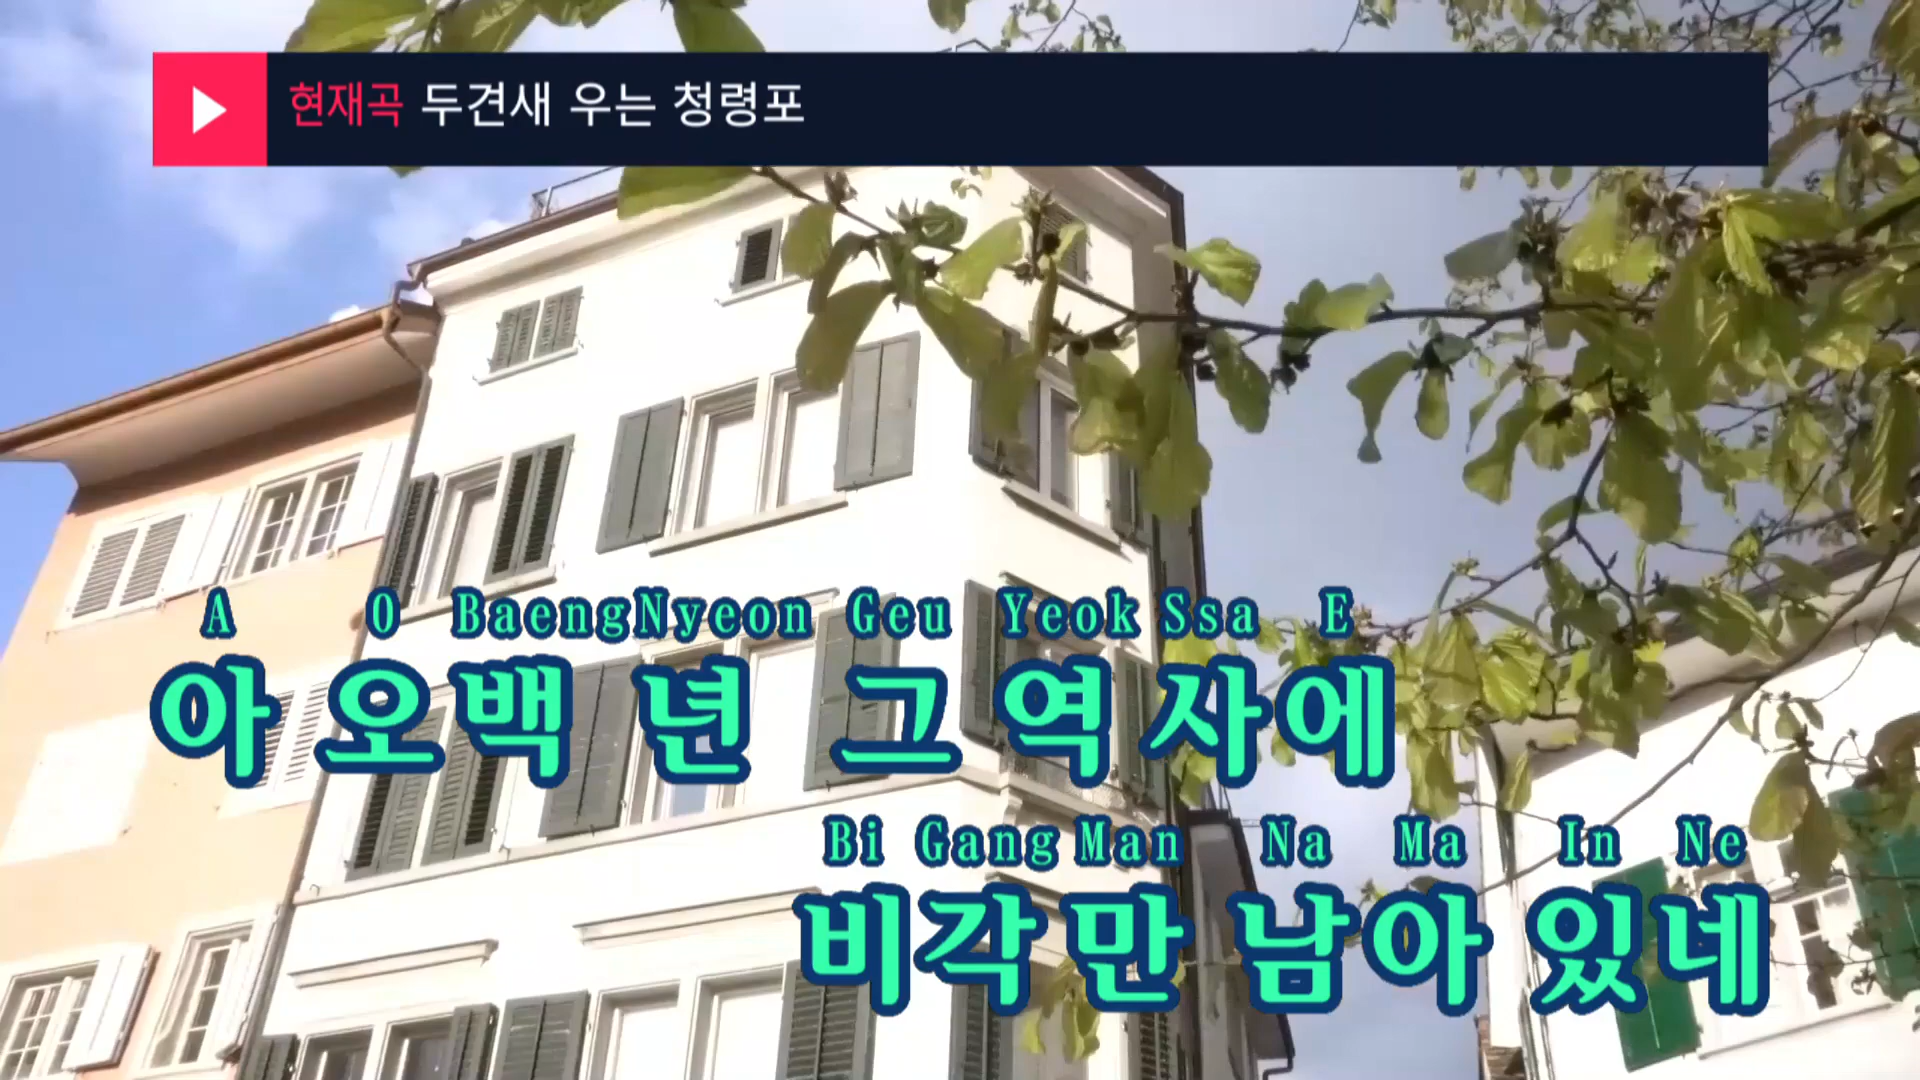 현재곡 두견새 우는 청령포
A O BaengNyeon Geu Yeok Ssa E
아 오백 년 그 역사에
Bi Gang Man Na Ma In Ne
비각만 남아 있네